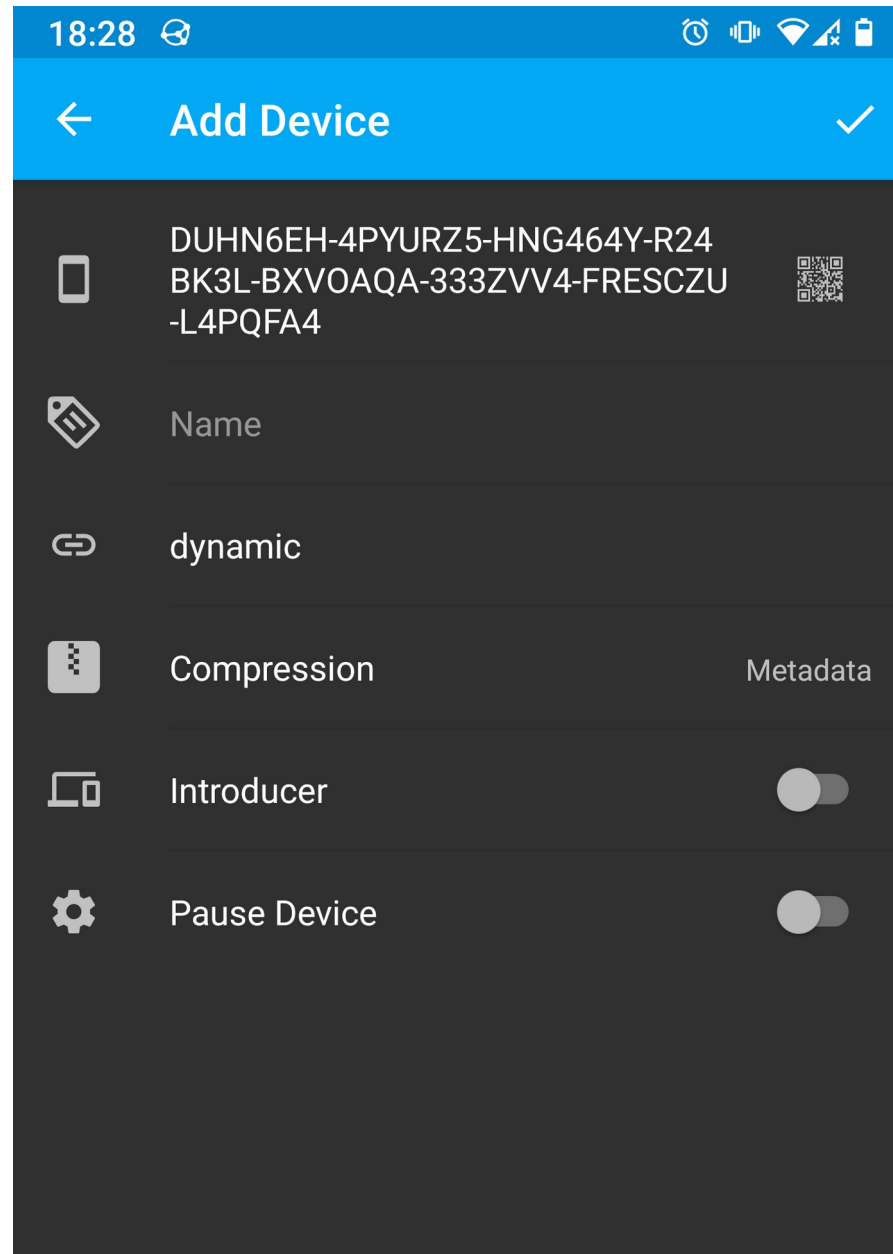 18:28
Add Device
DUHN6EH-4PYURZ5-HNG464Y-R24
BK3L-BXVOAQA-333ZVV4-FRESCZU
-L4PQFA4
Name
dynamic
Compression Metadata
Introducer
Pause Device